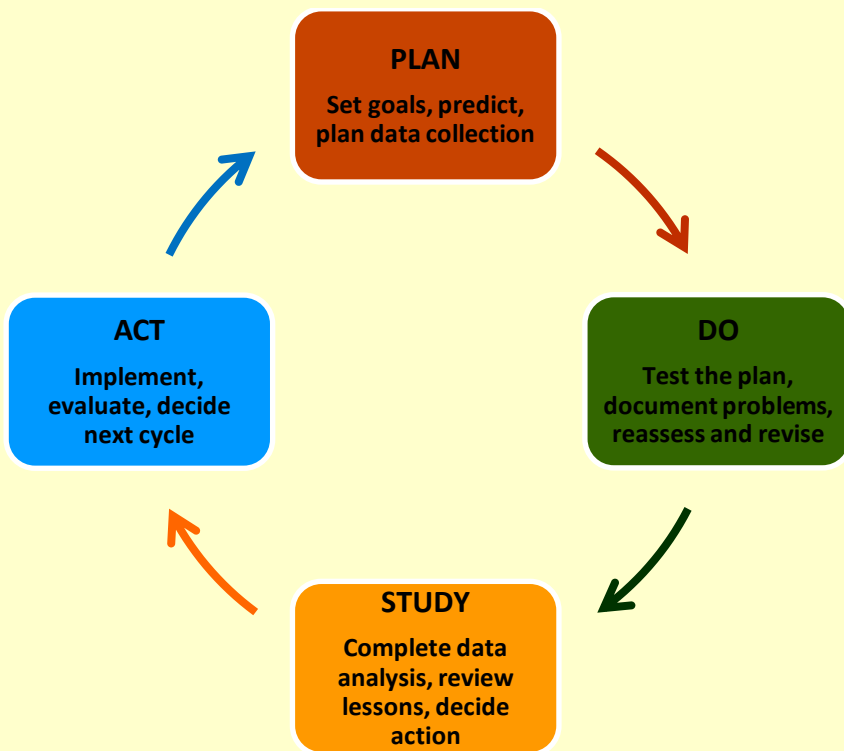 PLAN
Set goals, predict,
plan data collection
DO
Test the plan,
document problems,
reassess and revise
STUDY
Complete data
analysis, review
lessons, decide
action
ACT
Implement,
evaluate, decide
next cycle